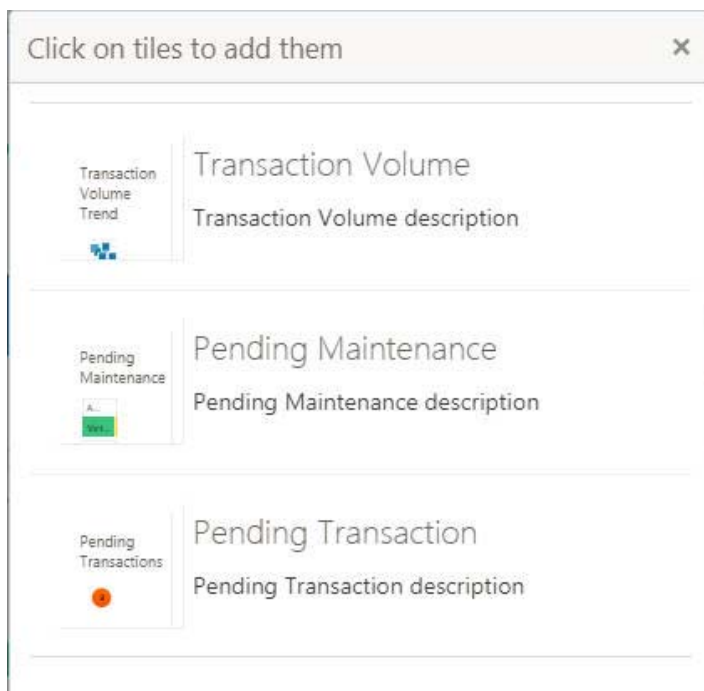 Click on tiles to add them
×
Transaction
Volume
Trend
Transaction Volume
Transaction Volume description
Pending
Maintenance
A...
Pending Maintenance
Pending Maintenance description
Pending
Transactions
Pending Transaction
Pending Transaction description